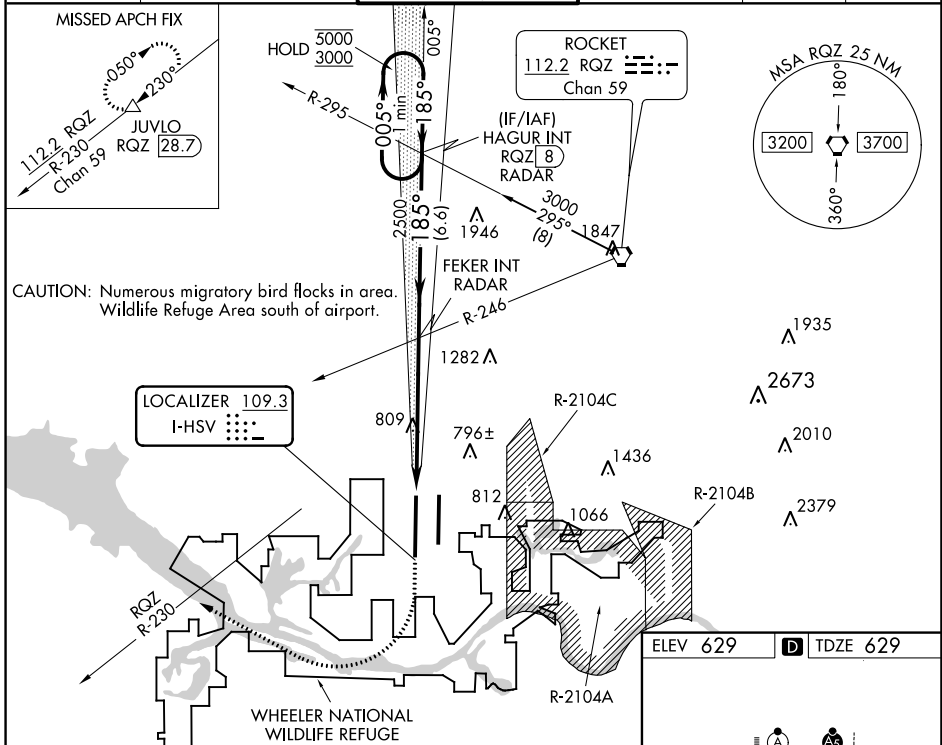 MISSED APCH FIX
050°
230°
JUVLO
RQZ 28.7
112.2 RQZ
R-230
Chan 59
HOLD 5000
3000
R-295
005°
1 min
185°
005°
(IF/IAF)
HAGUR INT
RQZ 8
RADAR
ROCKET
112.2 RQZ
Chan 59
3000
295°
(8)
1847
MSA RQZ 25 NM
180°
3200
3700
360°
2500
185°
(6.6)
1946
FEKER INT
RADAR
R-246
CAUTION: Numerous migratory bird flocks in area.
Wildlife Refuge Area south of airport.
1282
1935
2673
LOCALIZER 109.3
I-HSV
809
796±
R-2104C
1436
2010
812
1066
R-2104B
2379
RQZ
R-230
R-2104A
WHEELER NATIONAL
WILDLIFE REFUGE
ELEV 629
D
TDZE 629
A
A5